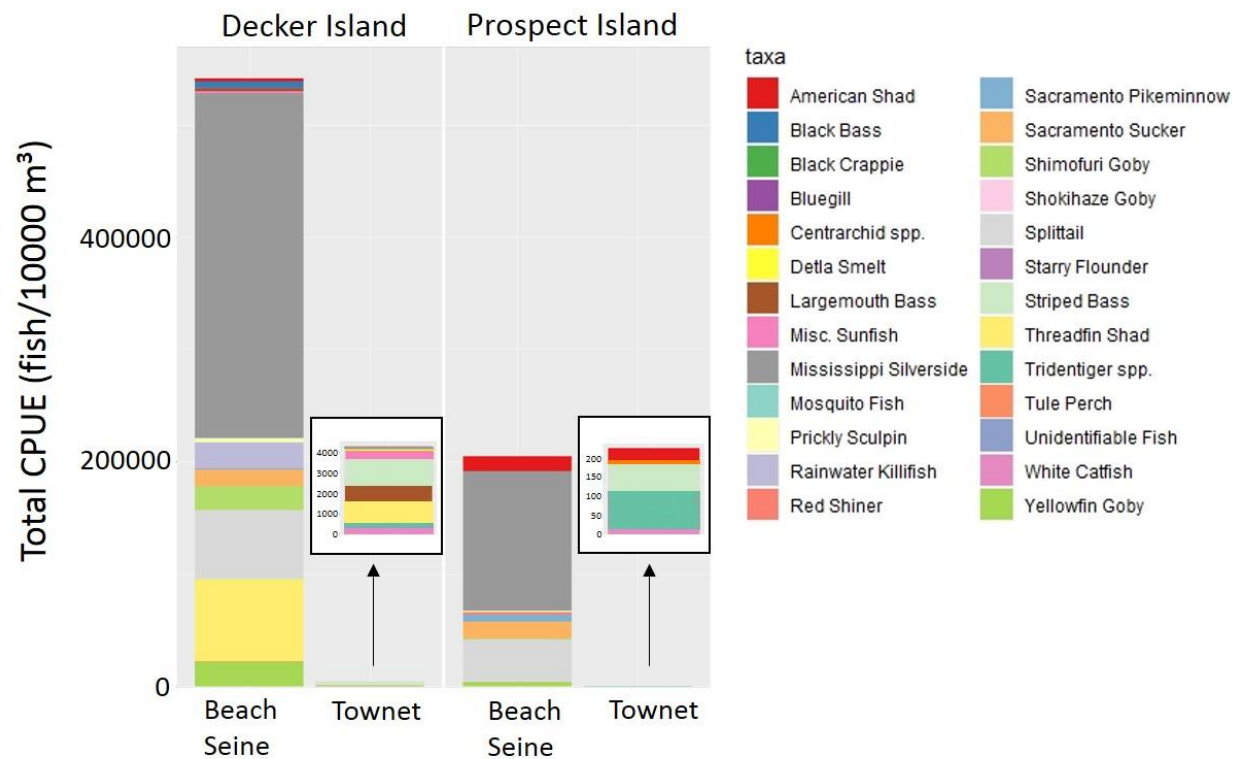 Decker Island
Prospect Island
Total CPUE (fish/10000 m³)
400000
200000
0
4000
3000
2000
1000
0
200
150
100
50
0
Beach
Seine
Townet
Beach
Seine
Townet
taxa
American Shad
Black Bass
Black Crappie
Bluegill
Centrarchid spp.
Detla Smelt
Largemouth Bass
Misc. Sunfish
Mississippi Silverside
Mosquito Fish
Prickly Sculpin
Rainwater Killifish
Red Shiner
Sacramento Pikeminnow
Sacramento Sucker
Shimofuri Goby
Shokihaze Goby
Splittail
Starry Flounder
Striped Bass
Threadfin Shad
Tridentiger spp.
Tule Perch
Unidentifiable Fish
White Catfish
Yellowfin Goby